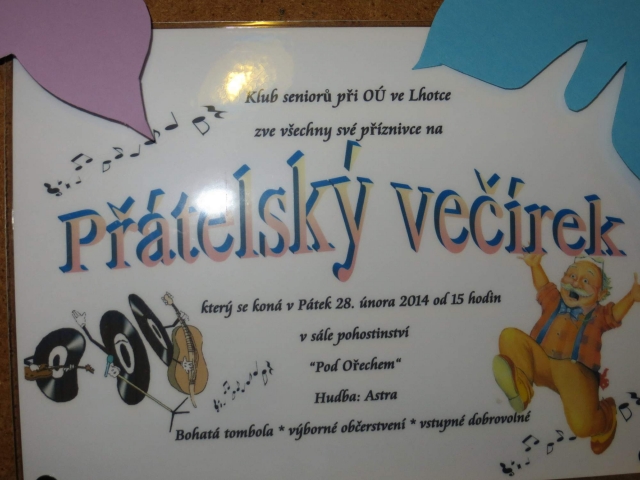 Klub seniorů při OÚ ve Lhotce
zve všechny své příznivce na
Přátelský večírek
který se koná v Pátek 28. února 2014 od 15 hodin
v sále pohostinství
"Pod Ořechem"
Hudba: Astra
Bohatá tombola * výborné občerstvení * vstupné dobrovolné